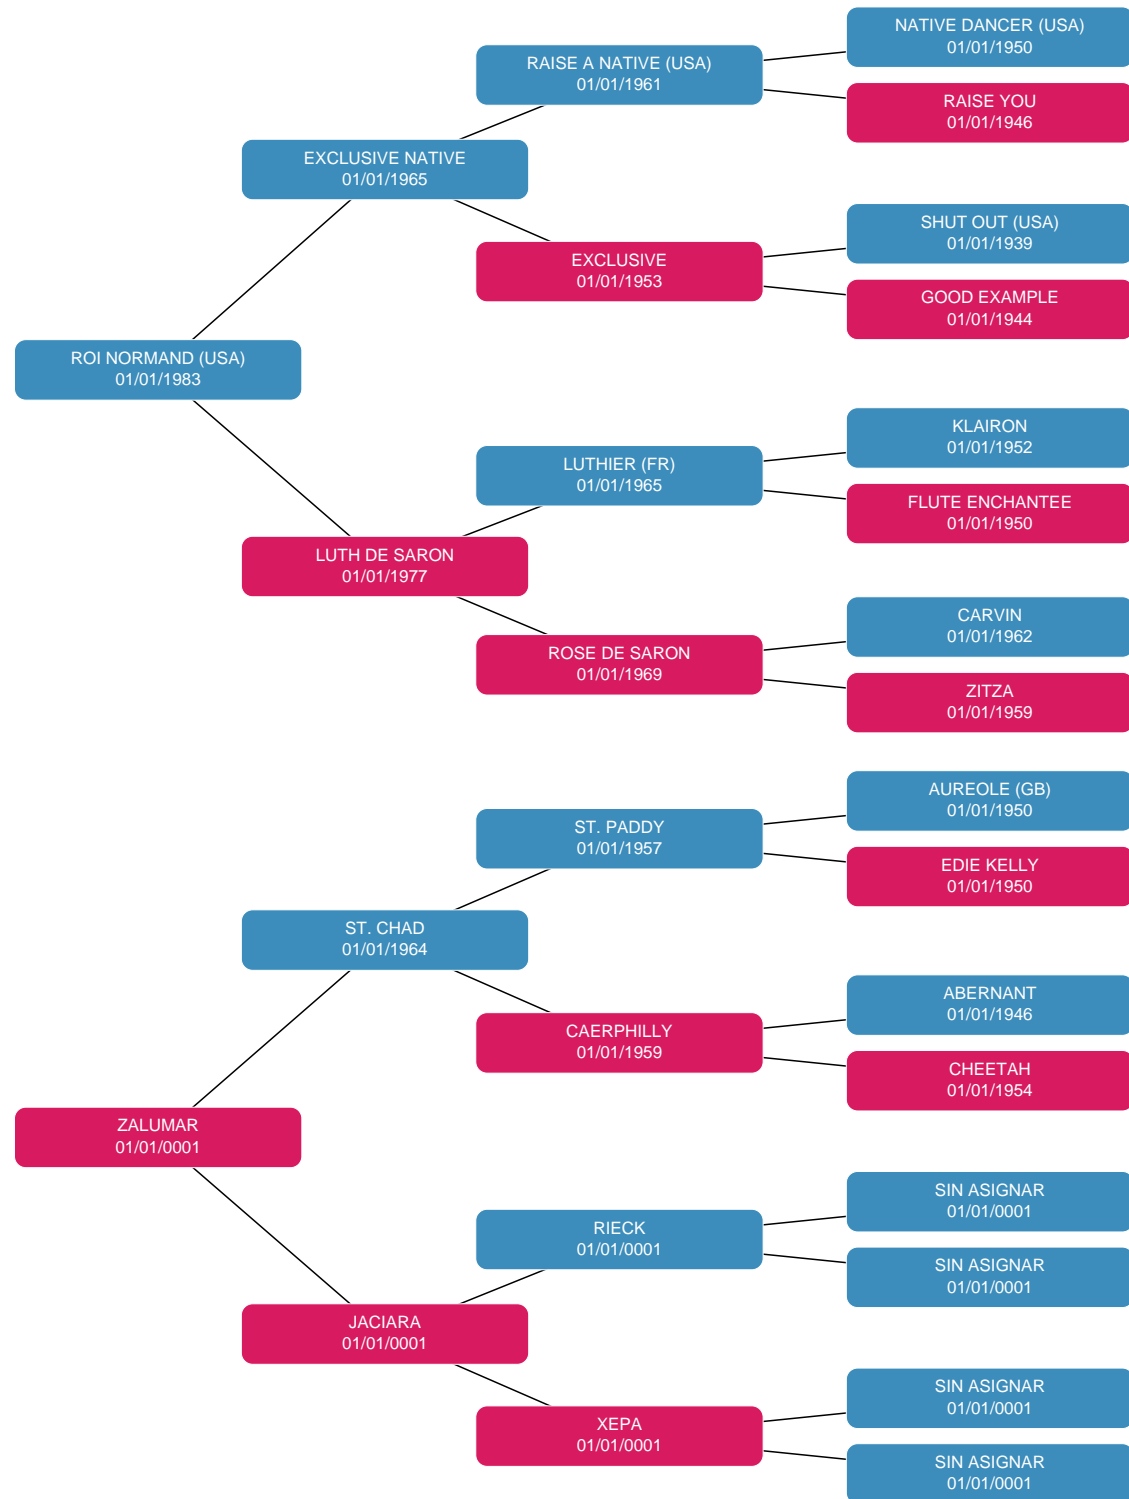 NATIVE DANCER (USA)
01/01/1950
RAISE A NATIVE (USA)
01/01/1961
RAISE YOU
01/01/1946
EXCLUSIVE NATIVE
01/01/1965
SHUT OUT (USA)
01/01/1939
EXCLUSIVE
01/01/1953
GOOD EXAMPLE
01/01/1944
ROI NORMAND (USA)
01/01/1983
KLAIRON
01/01/1952
LUTHIER (FR)
01/01/1965
FLUTE ENCHANTEE
01/01/1950
LUTH DE SARON
01/01/1977
CARVIN
01/01/1962
ROSE DE SARON
01/01/1969
ZITZA
01/01/1959
AUREOLE (GB)
01/01/1950
ST. PADDY
01/01/1957
EDIE KELLY
01/01/1950
ST. CHAD
01/01/1964
ABERNANT
01/01/1946
CAERPHILLY
01/01/1959
CHEETAH
01/01/1954
ZALUMAR
01/01/0001
SIN ASIGNAR
01/01/0001
RIECK
01/01/0001
SIN ASIGNAR
01/01/0001
JACIARA
01/01/0001
SIN ASIGNAR
01/01/0001
XEPA
01/01/0001
SIN ASIGNAR
01/01/0001